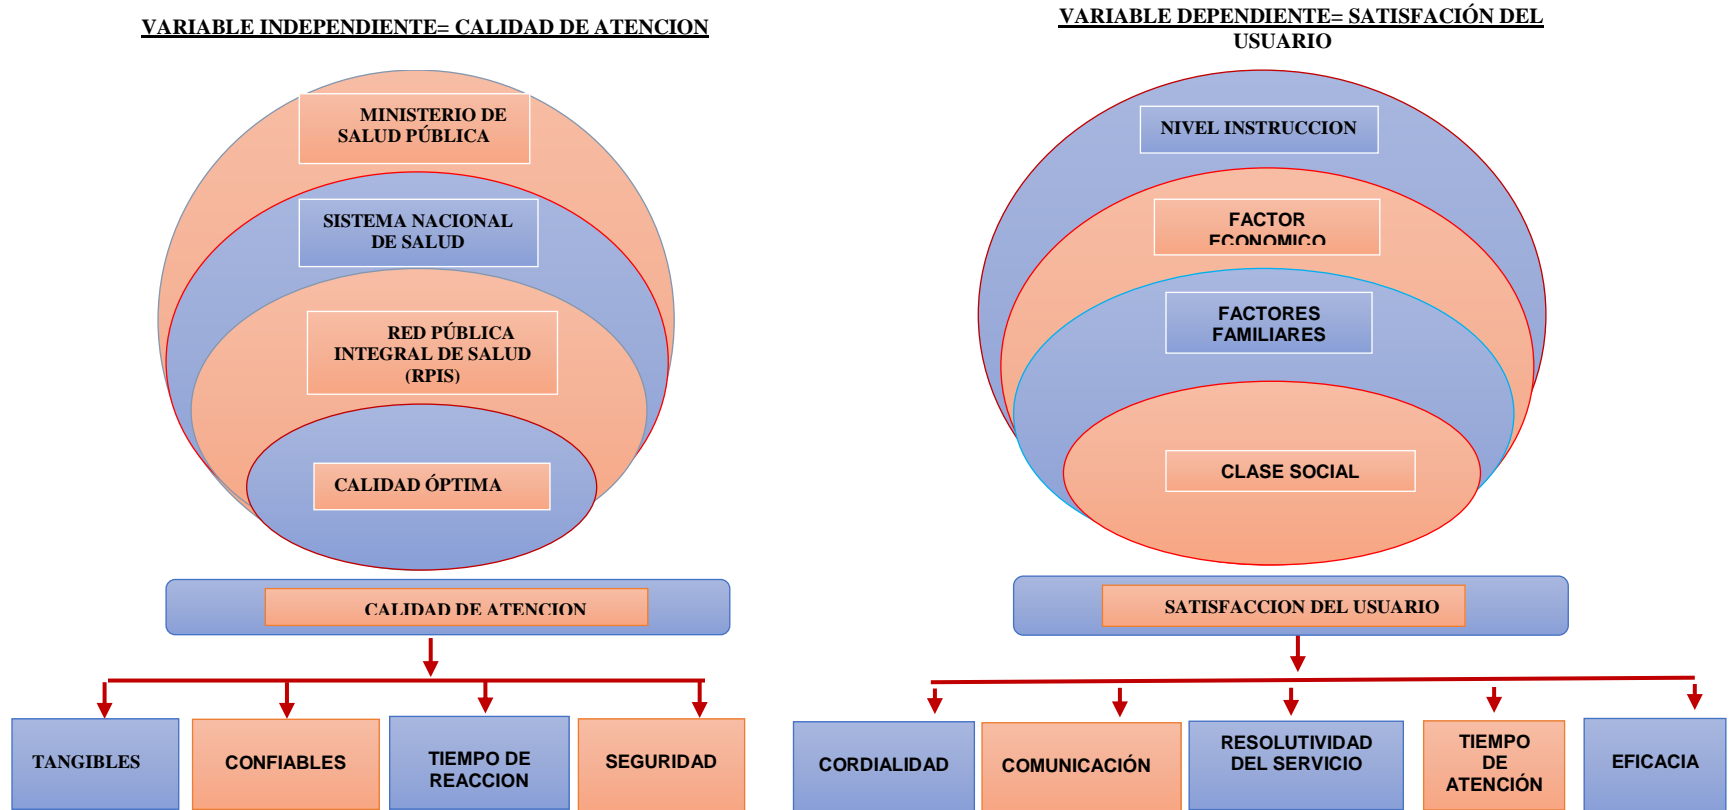 VARIABLE INDEPENDIENTE= CALIDAD DE ATENCION
MINISTERIO DE
SALUD PÚBLICA
SISTEMA NACIONAL
DE SALUD
RED PÚBLICA
INTEGRAL DE SALUD
(RPIS)
CALIDAD ÓPTIMA
CALIDAD DE ATENCION
TANGIBLES
CONFIABLES
TIEMPO DE
REACCION
SEGURIDAD
VARIABLE DEPENDIENTE= SATISFACIÓN DEL
USUARIO
NIVEL INSTRUCCION
FACTOR
ECONOMICO
FACTORES
FAMILIARES
CLASE SOCIAL
SATISFACCION DEL USUARIO
CORDIALIDAD
COMUNICACIÓN
RESOLUTIVIDAD
DEL SERVICIO
TIEMPO
DE
ATENCIÓN
EFICACIA